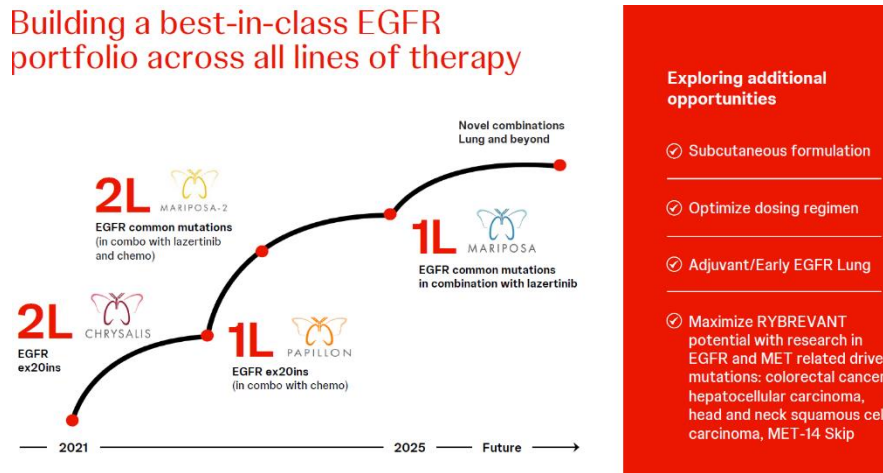 Building a best-in-class EGFR
portfolio across all lines of therapy
Novel combinations
Lung and beyond
2L
MARIPOSA-2
EGFR common mutations
(in combo with lazertinib
and chemo)
1L
MARIPOSA
EGFR common mutations
in combination with lazertinib
2L
CHRYSALIS
EGFR
ex20ins
1L
PAPILLON
EGFR ex20ins
(in combo with chemo)
2021
2025
Future
Exploring additional
opportunities
Subcutaneous formulation
Optimize dosing regimen
Adjuvant/Early EGFR Lung
Maximize RYBREVANT
potential with research in
EGFR and MET related drive
mutations: colorectal cancer
hepatocellular carcinoma,
head and neck squamous cel
carcinoma, MET-14 Skip